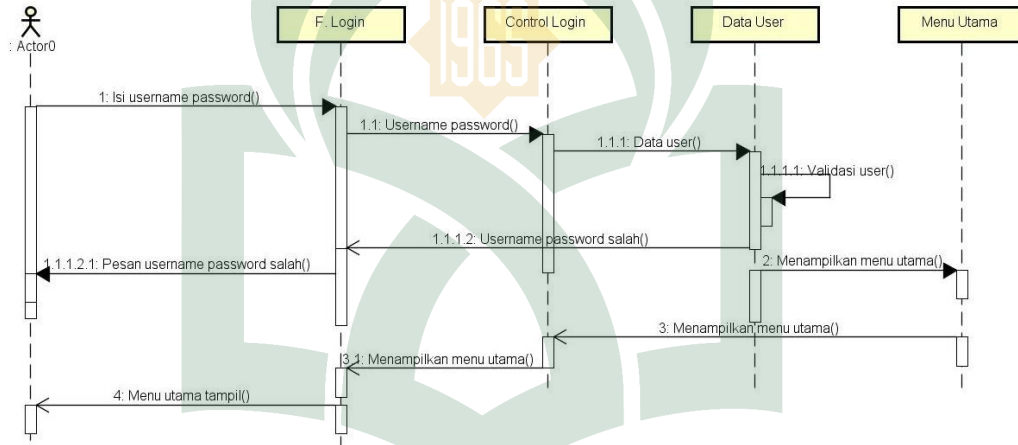 : Actor0
F. Login
Control Login
Data User
Menu Utama
1965
1: Isi username password()
1.1: Username password()
1.1.1: Data user()
1.1.1.1: Validasi user()
1.1.1.2: Username password salah()
1.1.1.2.1: Pesan username password salah()
2: Menampilkan menu utama()
3: Menampilkan menu utama()
3.1: Menampilkan menu utama()
4: Menu utama tampil()